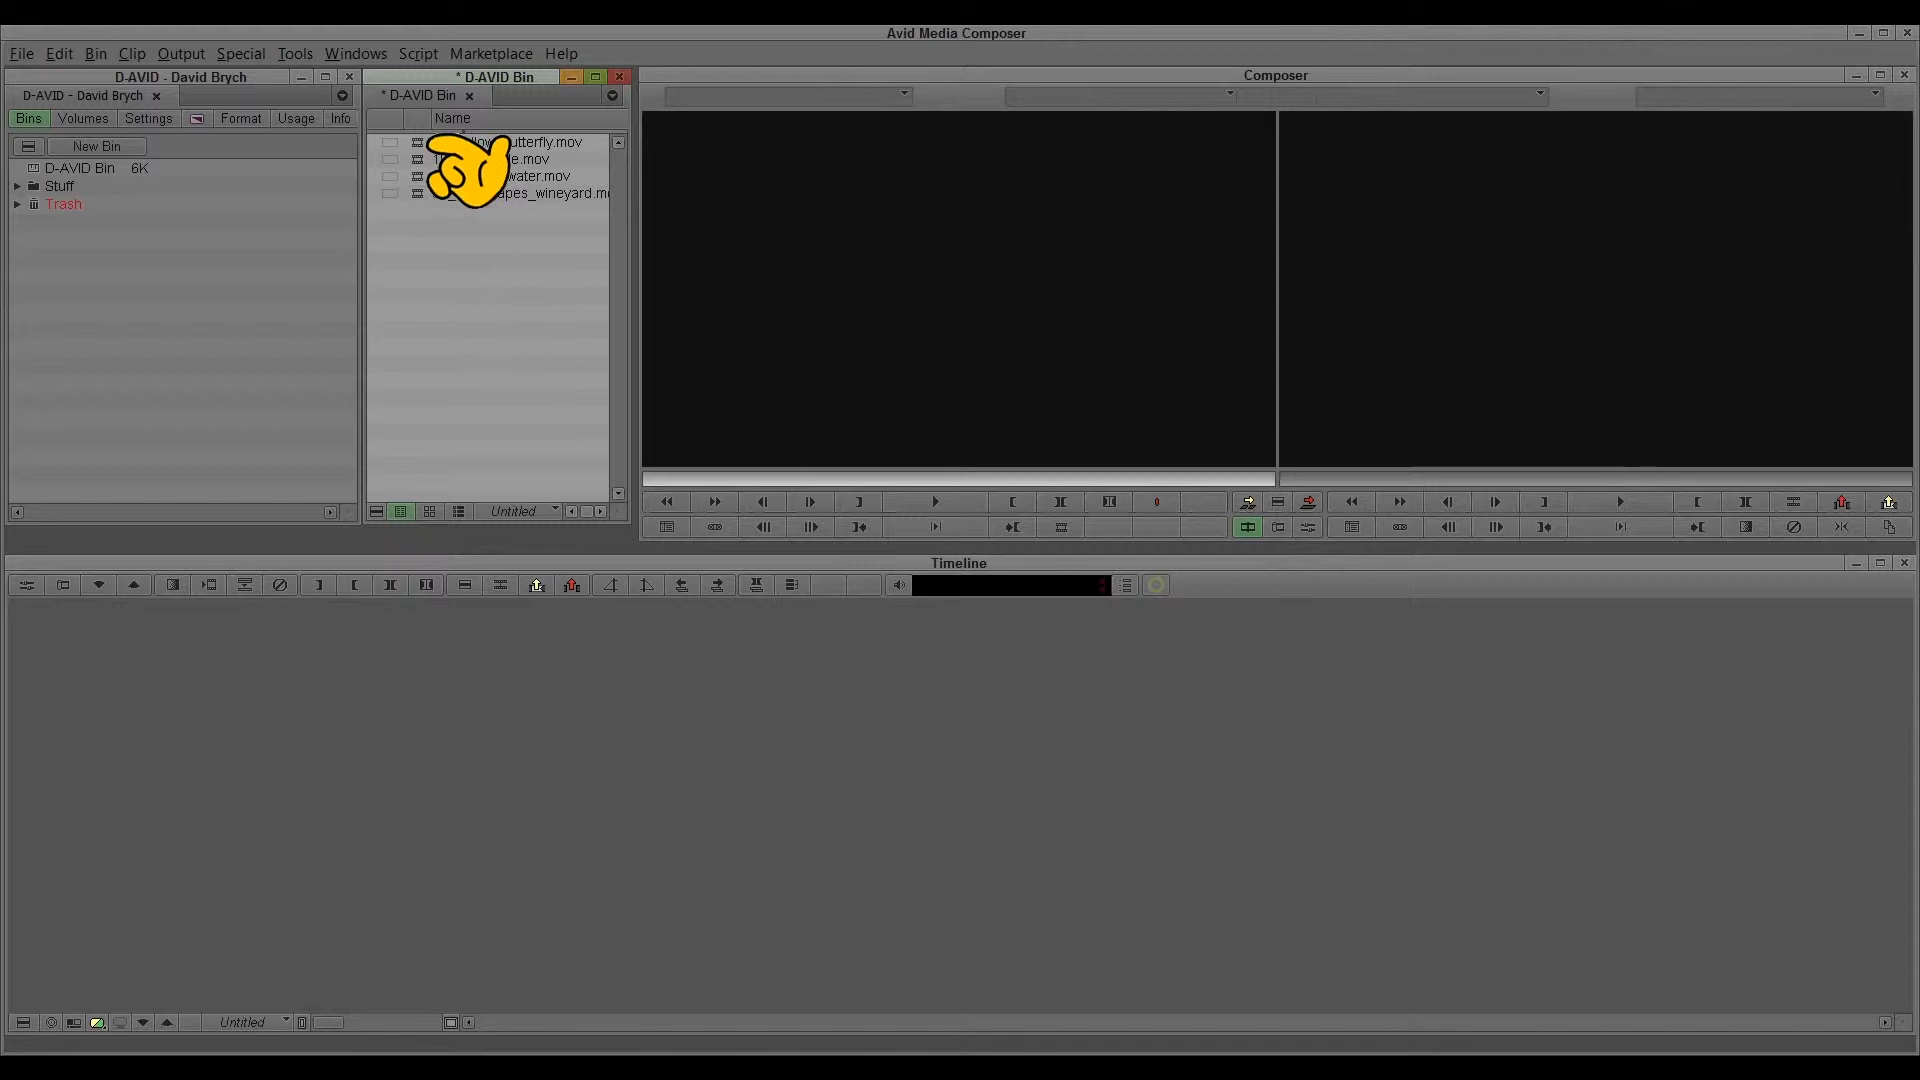 Avid Media Composer
File Edit Bin Clip Output Special Tools Windows Script Marketplace Help
D-AVID - David Brych
* D-AVID Bin
Composer
D-AVID - David Brych
* D-AVID Bin
Bins Volumes Settings Format Usage Info
Name
New Bin
D-AVID Bin 6K
Stuff
Trash
utterfly.mov
e.mov
water.mov
apes_wineyard.m
Untitled
Timeline
Untitled